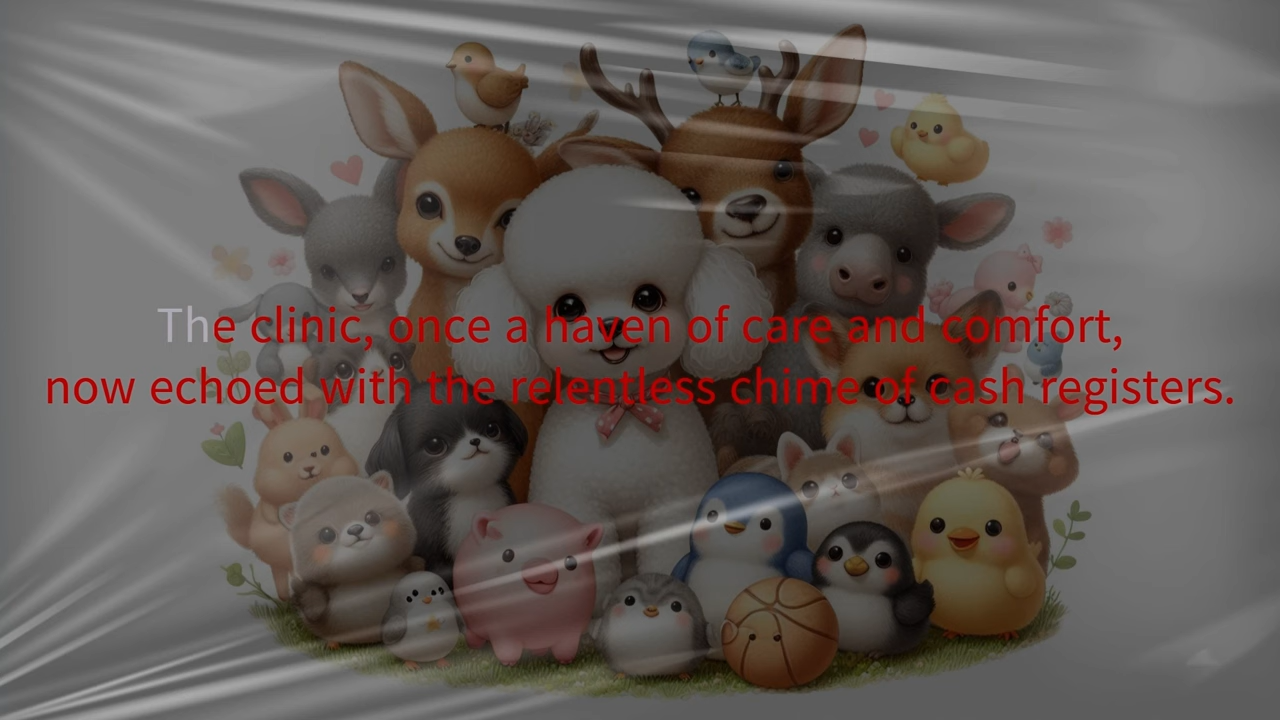 The clinic, once a haven of care and comfort,
now echoed with the relentless chime of cash registers.